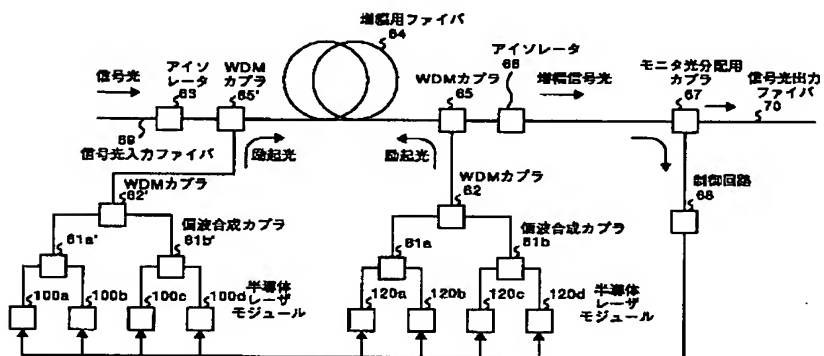 増幅用ファイバ
64
信号光
アイソ
レータ
63
WDM
カプラ
65'
WDMカプラ
65
アイソレータ
66
増幅信号光
モニタ光分配用
カプラ
67
信号光出力
ファイバ
70
69
信号光入力ファイバ
励起光
励起光
WDMカプラ
62'
WDMカプラ
62
制御回路
68
61a'
偏波合成カプラ
61b'
61a
偏波合成カプラ
61b
100a
100b
100c
100d
半導体
レーザ
モジュール
120a
120b
120c
120d
半導体
レーザ
モジュール